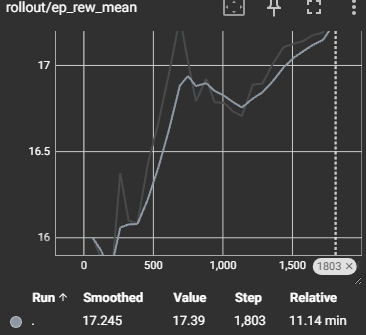 rollout/ep_rew_mean
17
16.5
16
0 500 1,000 1,500 1803 ×
Run ↑ Smoothed Value Step Relative
. 17.245 17.39 1,803 11.14 min